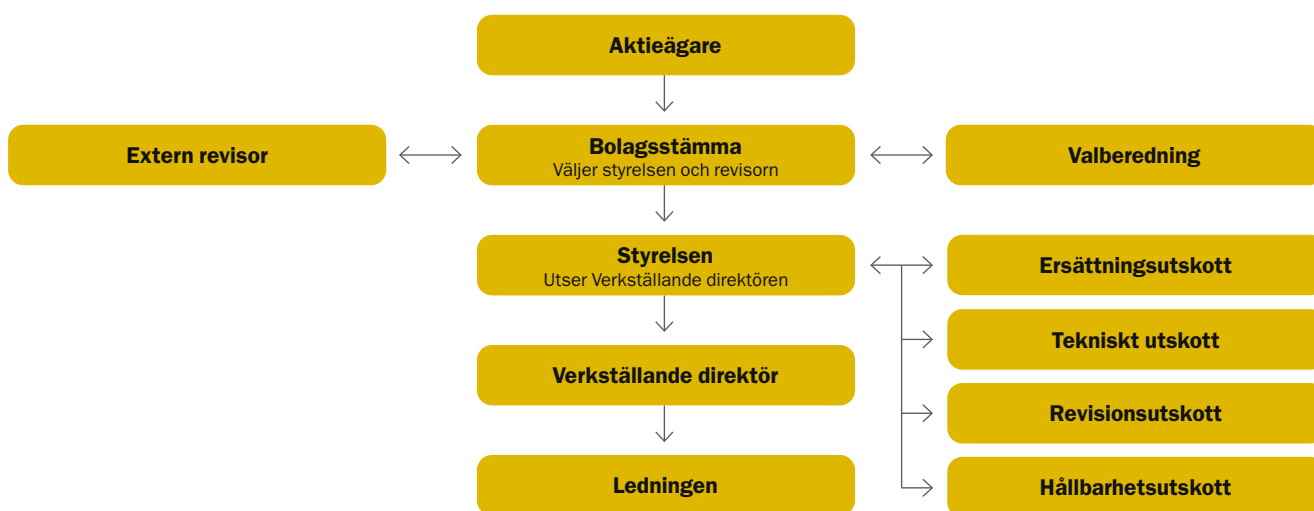 Aktieägare
Extern revisor
Bolagsstämma
Väljer styrelsen och revisorn
Valberedning
Styrelsen
Utser Verkställande direktören
Ersättningsutskott
Tekniskt utskott
Verkställande direktör
Revisionsutskott
Ledningen
Hållbarhetsutskott